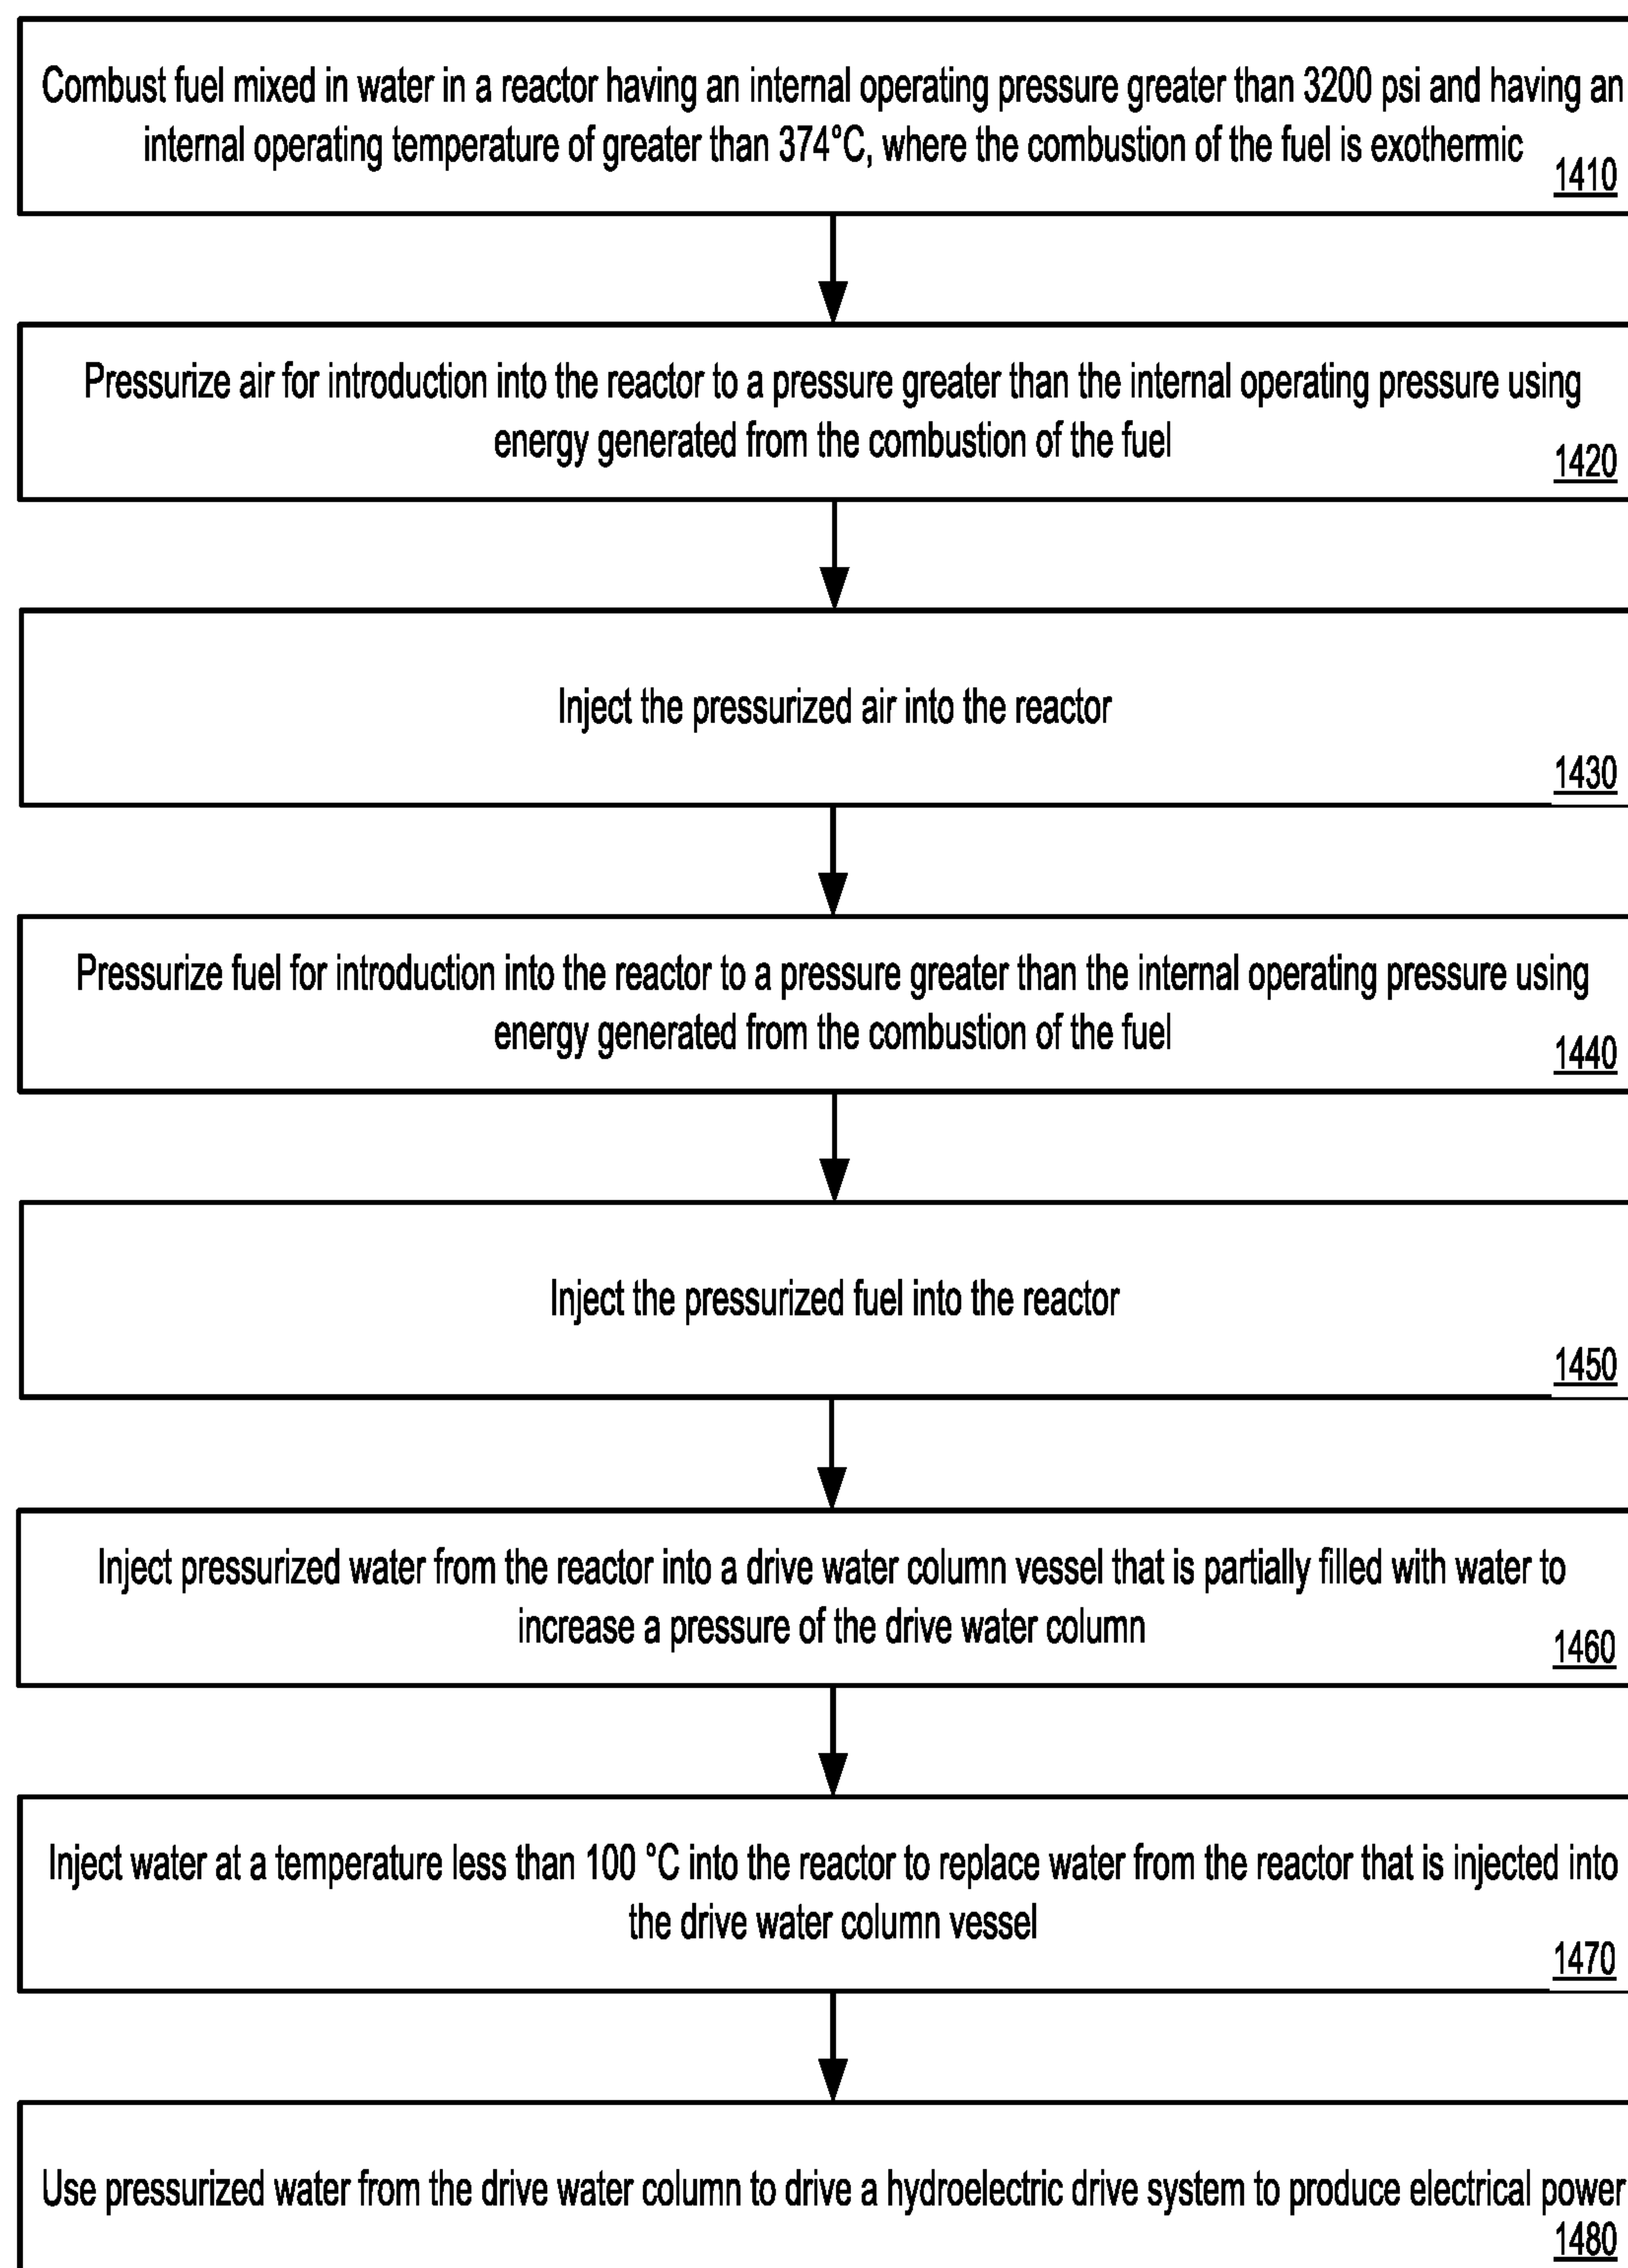 Combust fuel mixed in water in a reactor having an internal operating pressure greater than 3200 psi and having an
internal operating temperature of greater than 374°C, where the combustion of the fuel is exothermic
1410
Pressurize air for introduction into the reactor to a pressure greater than the internal operating pressure using
energy generated from the combustion of the fuel
1420
Inject the pressurized air into the reactor
1430
Pressurize fuel for introduction into the reactor to a pressure greater than the internal operating pressure using
energy generated from the combustion of the fuel
1440
Inject the pressurized fuel into the reactor
1450
Inject pressurized water from the reactor into a drive water column vessel that is partially filled with water to
increase a pressure of the drive water column
1460
Inject water at a temperature less than 100 °C into the reactor to replace water from the reactor that is injected into
the drive water column vessel
1470
Use pressurized water from the drive water column to drive a hydroelectric drive system to produce electrical power
1480